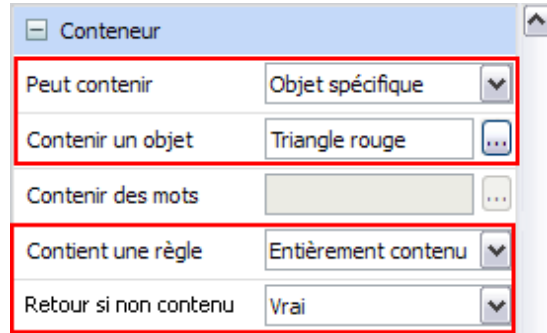 Conteneur
Peut contenir Objet spécifique
Contenir un objet Triangle rouge ...
Contenir des mots ...
Contient une règle Entièrement contenu
Retour si non contenu Vrai